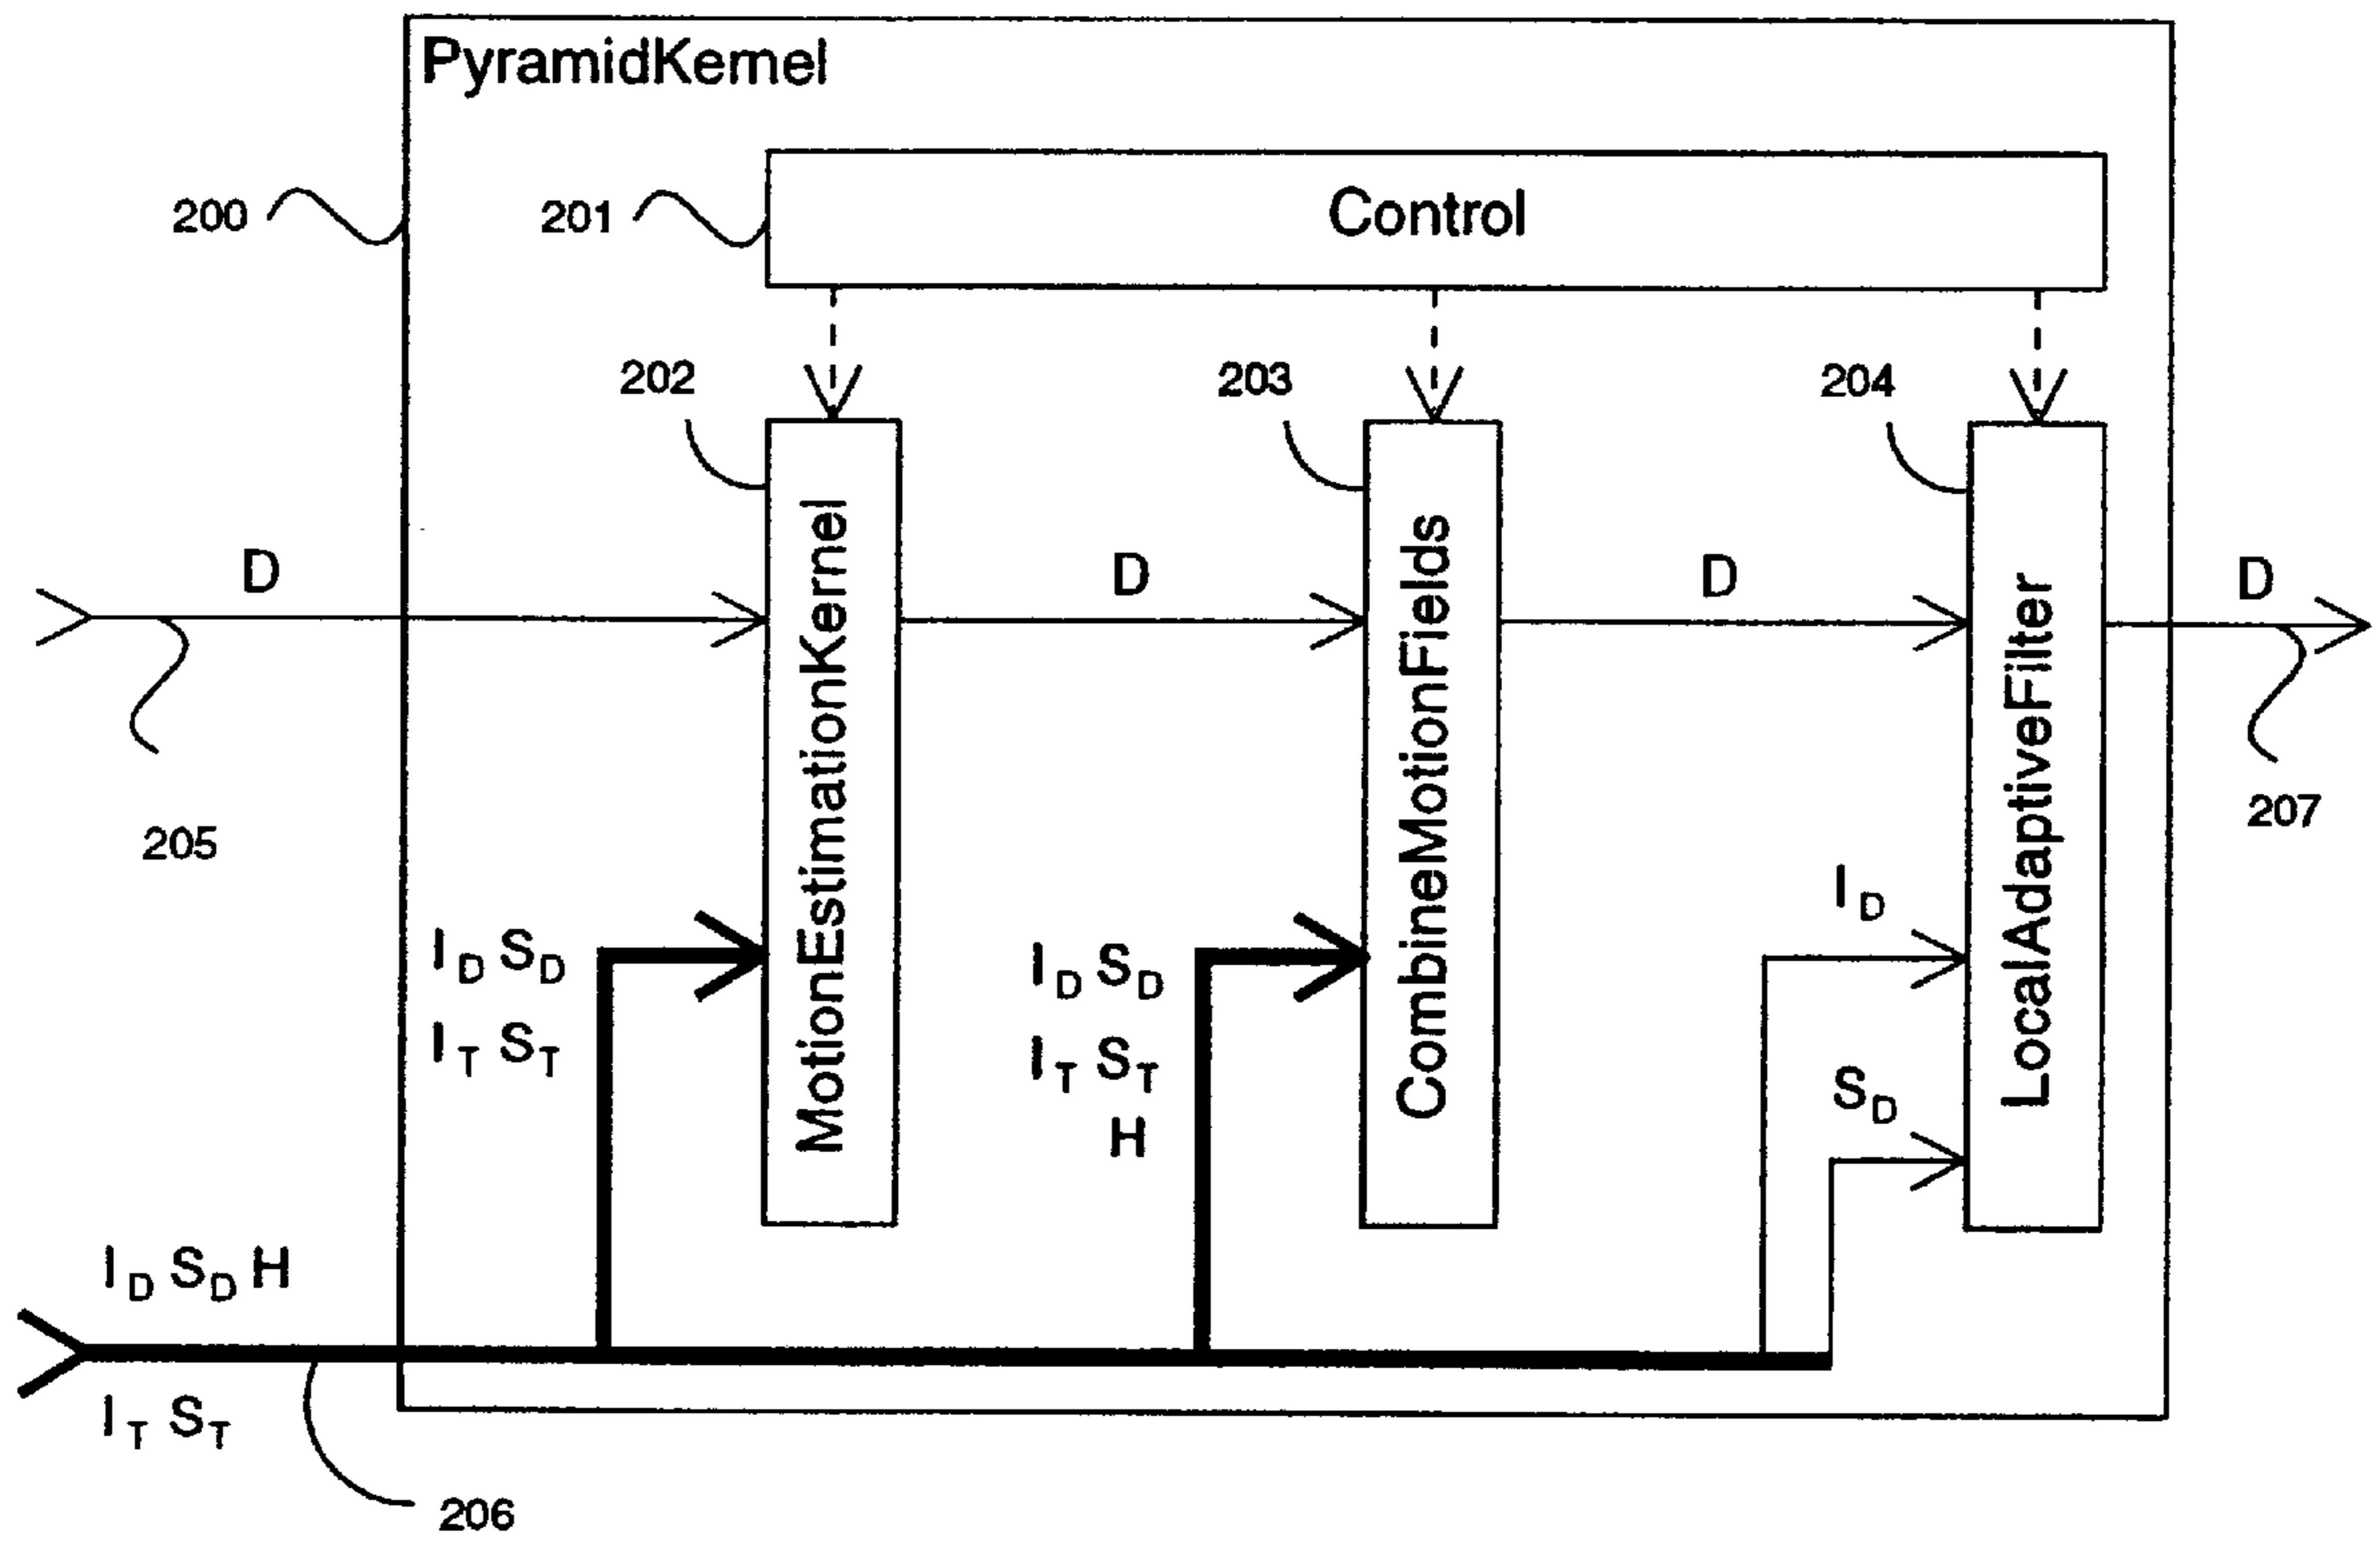 PyramidKernel
200
201
Control
202
203
204
D
D
D
D
MotionEstimationKernel
CombineMotionFields
LocalAdaptiveFilter
205
207
I_D S_D
I_T S_T
I_D S_D
I_T S_T
H
I_D
S_D
I_D S_D H
I_T S_T
206